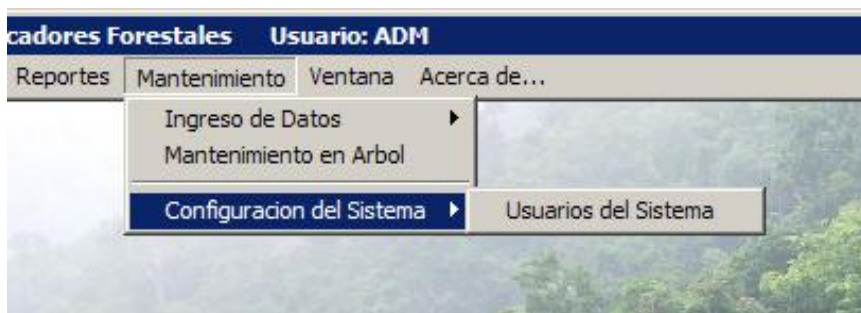 cadores Forestales Usuario: ADM
Reportes Mantenimiento Ventana Acerca de...
Ingreso de Datos
Mantenimiento en Arbol
Configuracion del Sistema Usuarios del Sistema